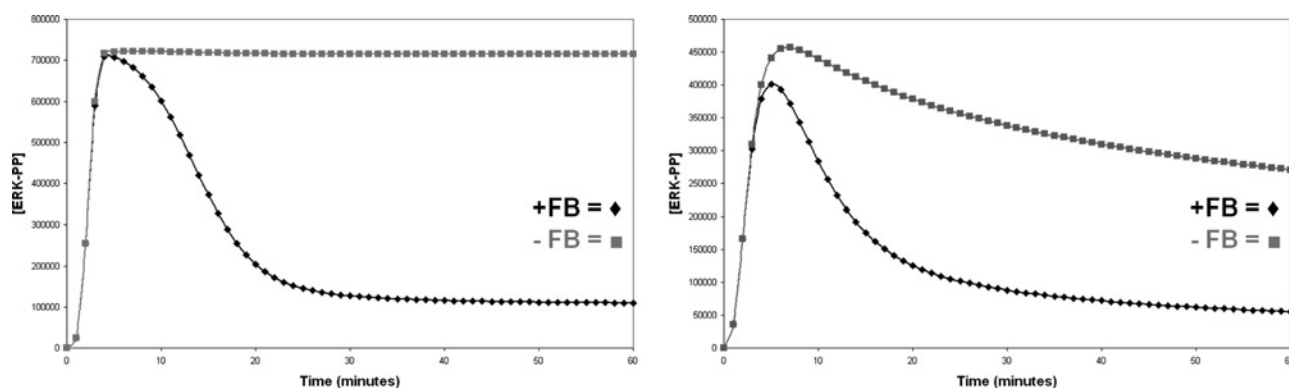 800000
700000
600000
500000
400000
300000
200000
100000
0
[ERK-PP]
+FB = ◆
- FB = ■
0 10 20 30 40 50 60
Time (minutes)
500000
450000
400000
350000
300000
250000
200000
150000
100000
50000
0
[ERK-PP]
+FB = ◆
- FB = ■
0 10 20 30 40 50 60
Time (minutes)